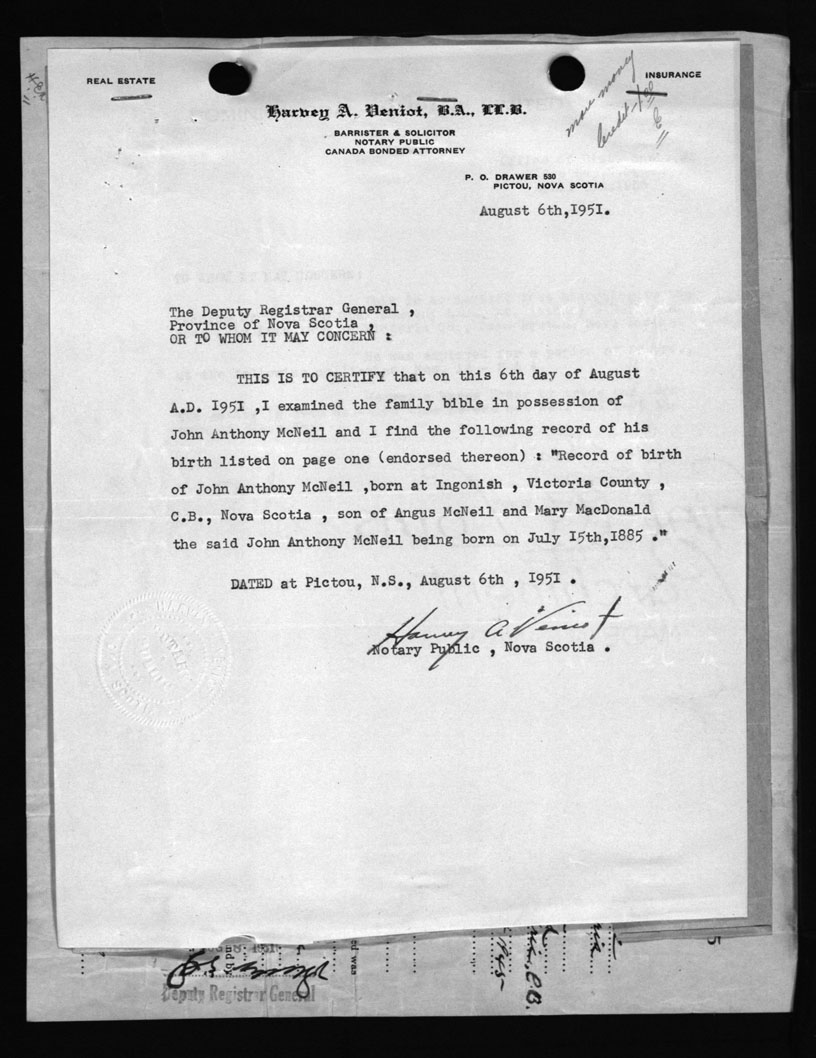 REAL ESTATE
INSURANCE
more money
Credit
Harvey A. Veniot, B.A., LL.B.
BARRISTER & SOLICITOR
NOTARY PUBLIC
CANADA BONDED ATTORNEY
P. O. DRAWER 530
PICTOU, NOVA SCOTIA
August 6th,1951.
The Deputy Registrar General ,
Province of Nova Scotia ,
OR TO WHOM IT MAY CONCERN :
THIS IS TO CERTIFY that on this 6th day of August
A.D. 1951 ,I examined the family bible in possession of
John Anthony McNeil and I find the following record of his
birth listed on page one (endorsed thereon) : "Record of birth
of John Anthony McNeil ,born at Ingonish , Victoria County ,
C.B., Nova Scotia , son of Angus McNeil and Mary MacDonald
the said John Anthony McNeil being born on July 15th,1885 ."
DATED at Pictou, N.S., August 6th , 1951 .
Harvey A Veniot
Notary Public , Nova Scotia .
1951
d was
C.B.
5
Deputy Registrar General